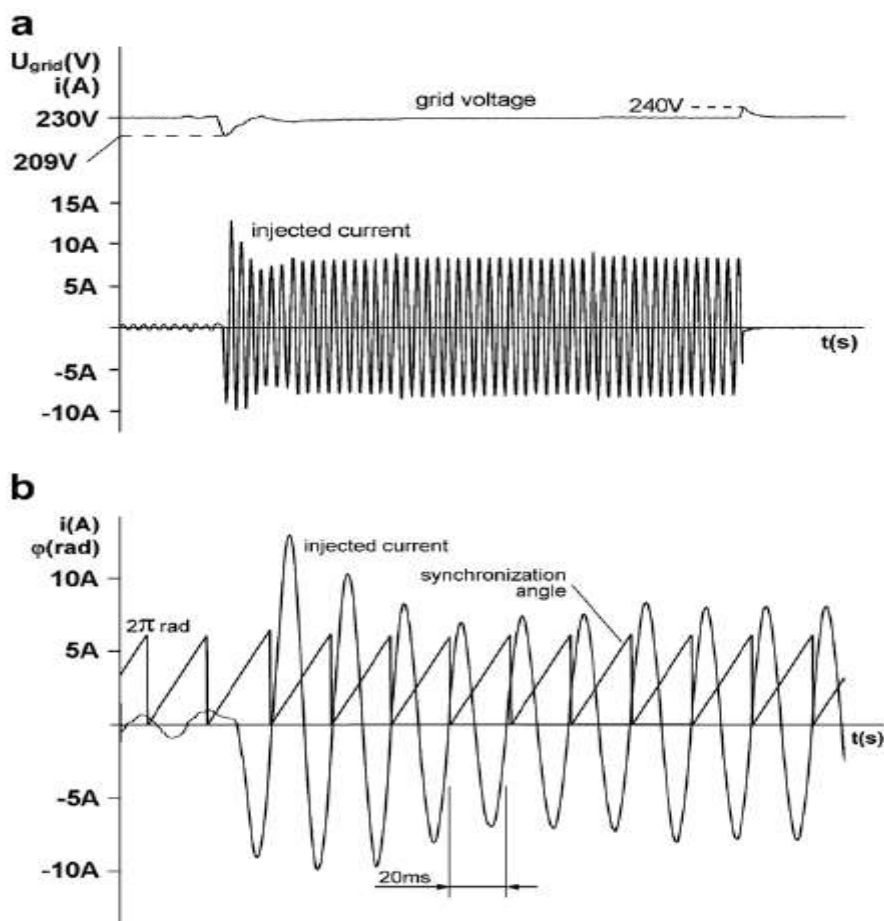 a
U_grid(V)
i(A)
grid voltage
240V
230V
209V
15A
injected current
10A
5A
t(s)
-5A
-10A
b
i(A)
φ(rad)
injected current
synchronization
angle
10A
2π rad
5A
t(s)
-5A
-10A
20ms